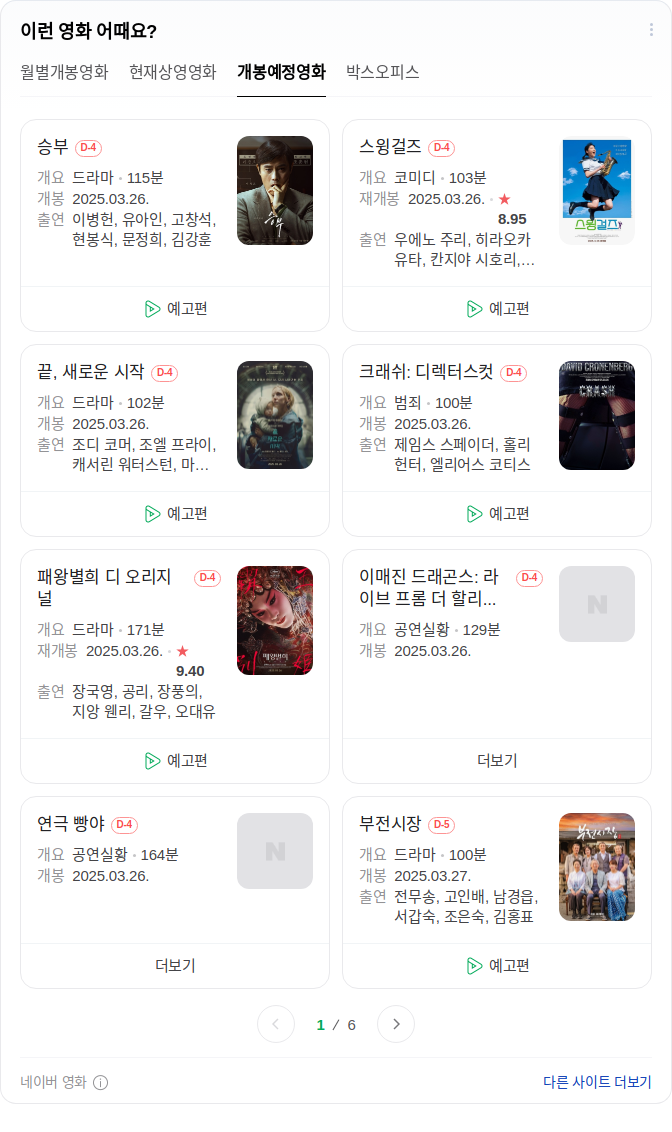 이런 영화 어때요?
월별개봉영화 현재상영영화 개봉예정영화 박스오피스
승부 D-4
개요 드라마 · 115분
개봉 2025.03.26.
출연 이병헌, 유아인, 고창석,
현봉식, 문정희, 김강훈
승부
예고편
스윙걸즈 D-4
개요 코미디 · 103분
재개봉 2025.03.26. · ★
8.95
출연 우에노 주리, 히라오카
유타, 칸지야 시호리,...
스윙걸즈
예고편
끝, 새로운 시작 D-4
개요 드라마 · 102분
개봉 2025.03.26.
출연 조디 코머, 조엘 프라이,
캐서린 워터스턴, 마...
예고편
크래쉬: 디렉터스컷 D-4
개요 범죄 · 100분
개봉 2025.03.26.
출연 제임스 스페이더, 홀리
헌터, 엘리어스 코티스
DAVID CRONENBERG
CRASH
예고편
패왕별희 디 오리지
널 D-4
개요 드라마 · 171분
재개봉 2025.03.26. · ★
9.40
출연 장국영, 공리, 장풍의,
지앙 웬리, 갈우, 오대유
패왕별희
예고편
이매진 드래곤스: 라
이브 프롬 더 할리... D-4
개요 공연실황 · 129분
개봉 2025.03.26.
N
더보기
연극 빵야 D-4
개요 공연실황 · 164분
개봉 2025.03.26.
N
더보기
부전시장 D-5
개요 드라마 · 100분
개봉 2025.03.27.
출연 전무송, 고인배, 남경읍,
서갑숙, 조은숙, 김홍표
부전시장
예고편
1 / 6
네이버 영화
다른 사이트 더보기